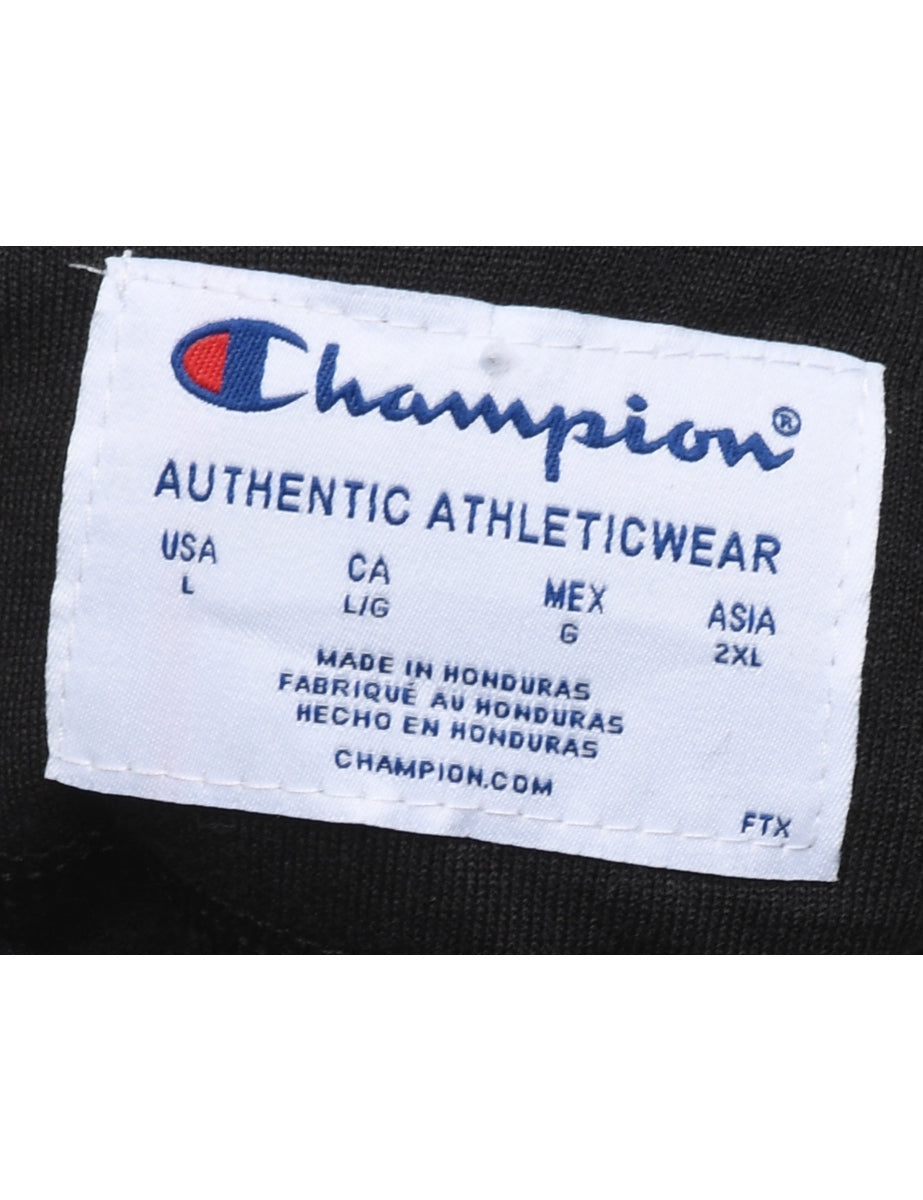 Champion®
AUTHENTIC ATHLETICWEAR
USA CA MEX ASIA
L L/G G 2XL
MADE IN HONDURAS
FABRIQUÉ AU HONDURAS
HECHO EN HONDURAS
CHAMPION.COM
FTX